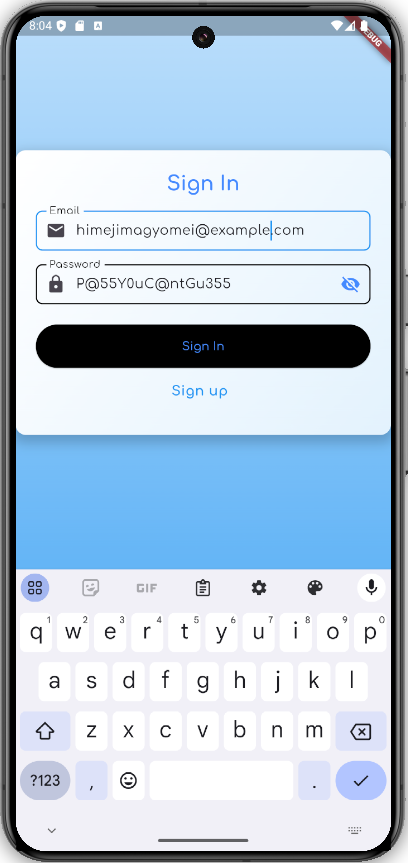 8:04
DEBUG
Sign In
Email
himejimagyomei@example.com
Password
P@55Y0uC@ntGu355
Sign In
Sign up
GIF
q1 w2 e3 r4 t5 y6 u7 i8 o9 p0
a s d f g h j k l
z x c v b n m
?123 , .